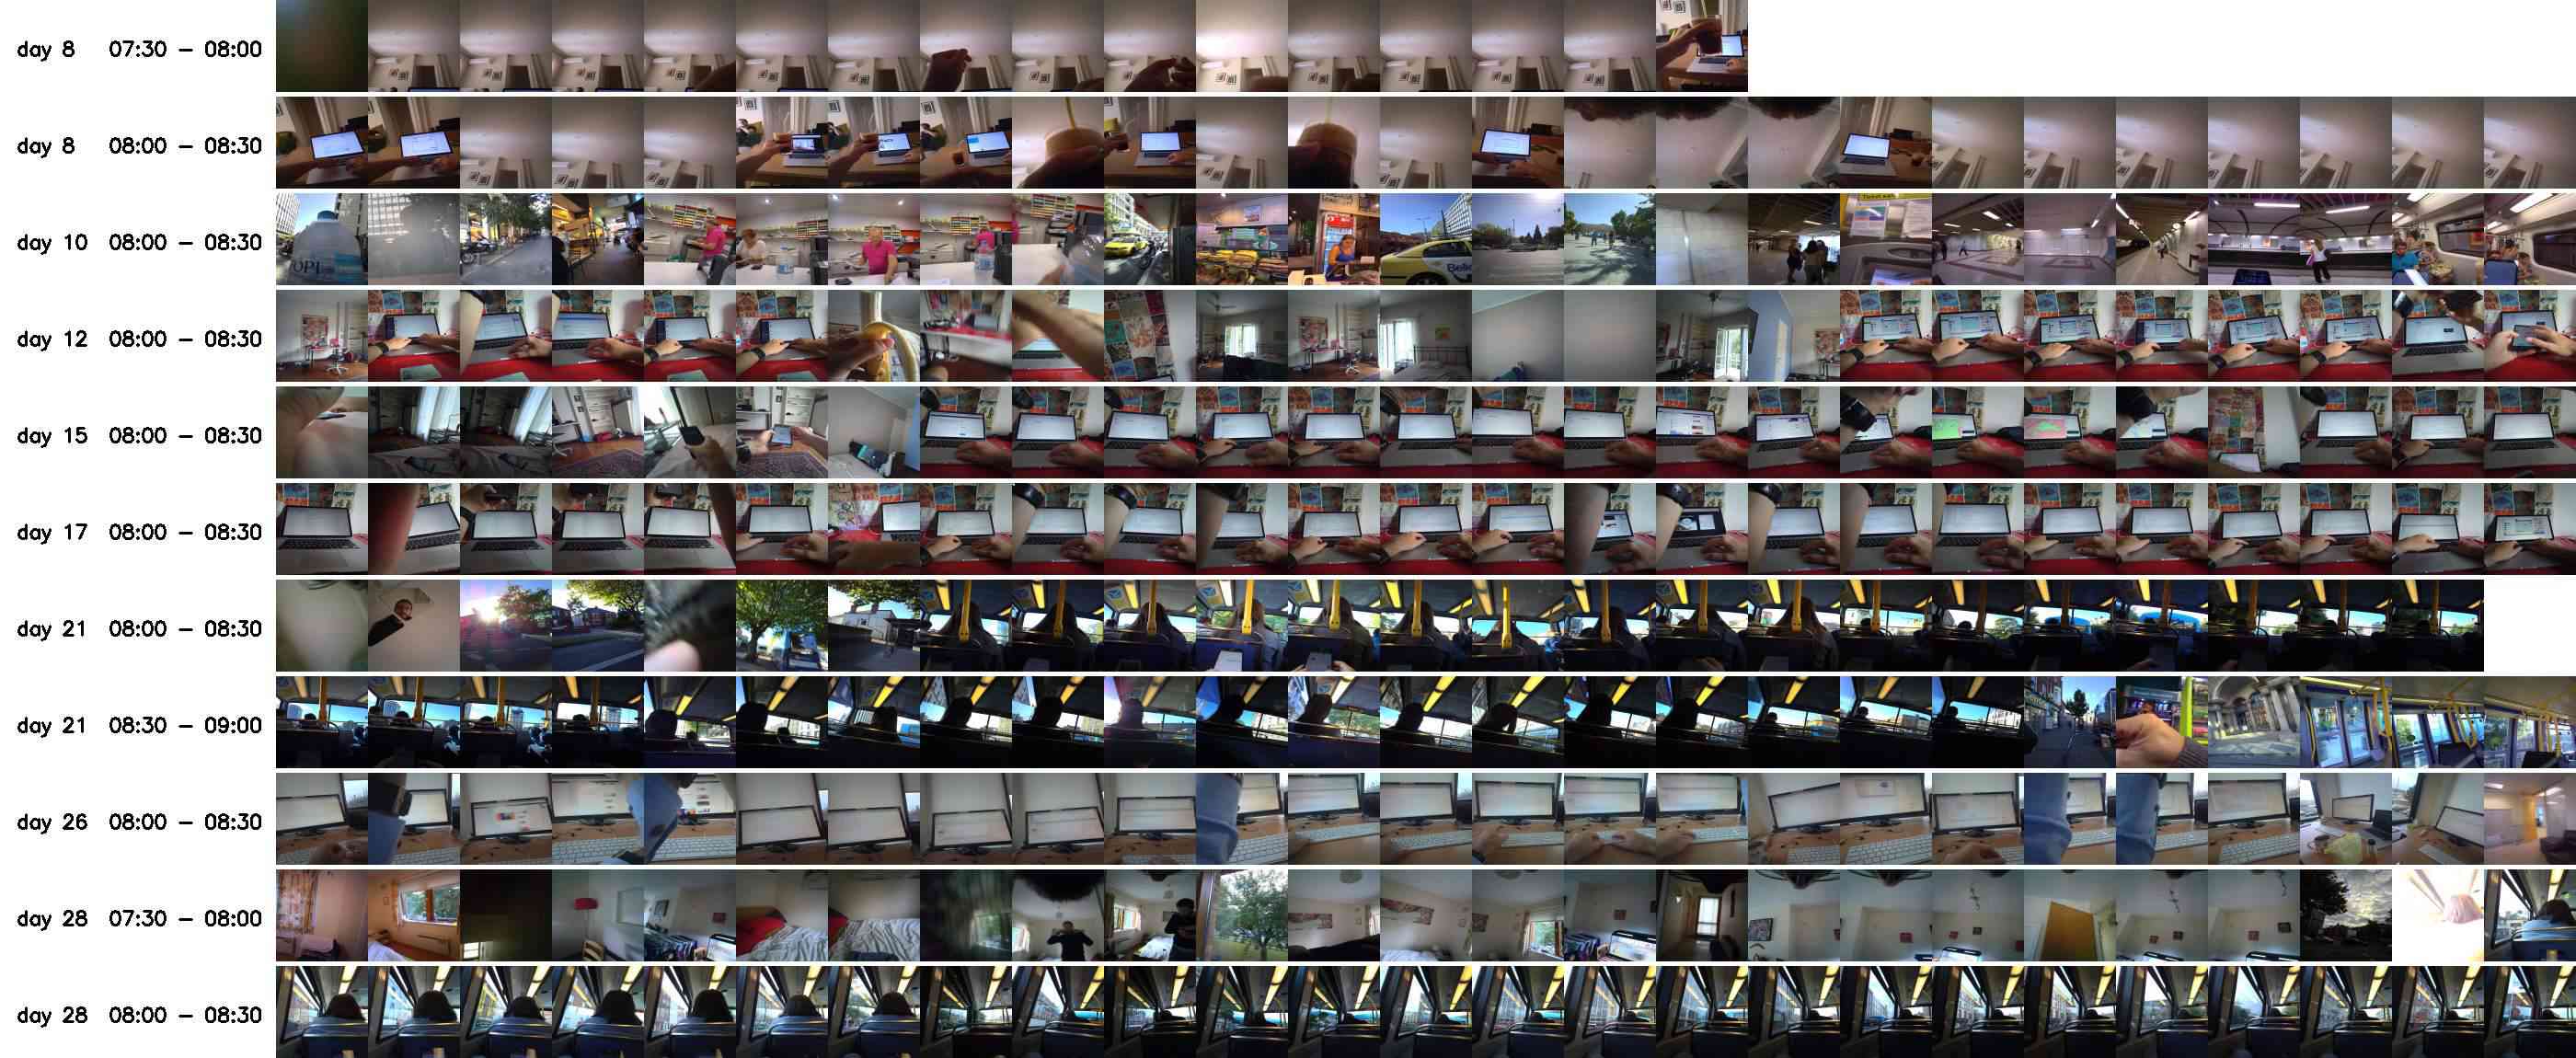 day 8 07:30 - 08:00
day 8 08:00 - 08:30
day 10 08:00 - 08:30
day 12 08:00 - 08:30
day 15 08:00 - 08:30
day 17 08:00 - 08:30
day 21 08:00 - 08:30
day 21 08:30 - 09:00
day 26 08:00 - 08:30
day 28 07:30 - 08:00
day 28 08:00 - 08:30